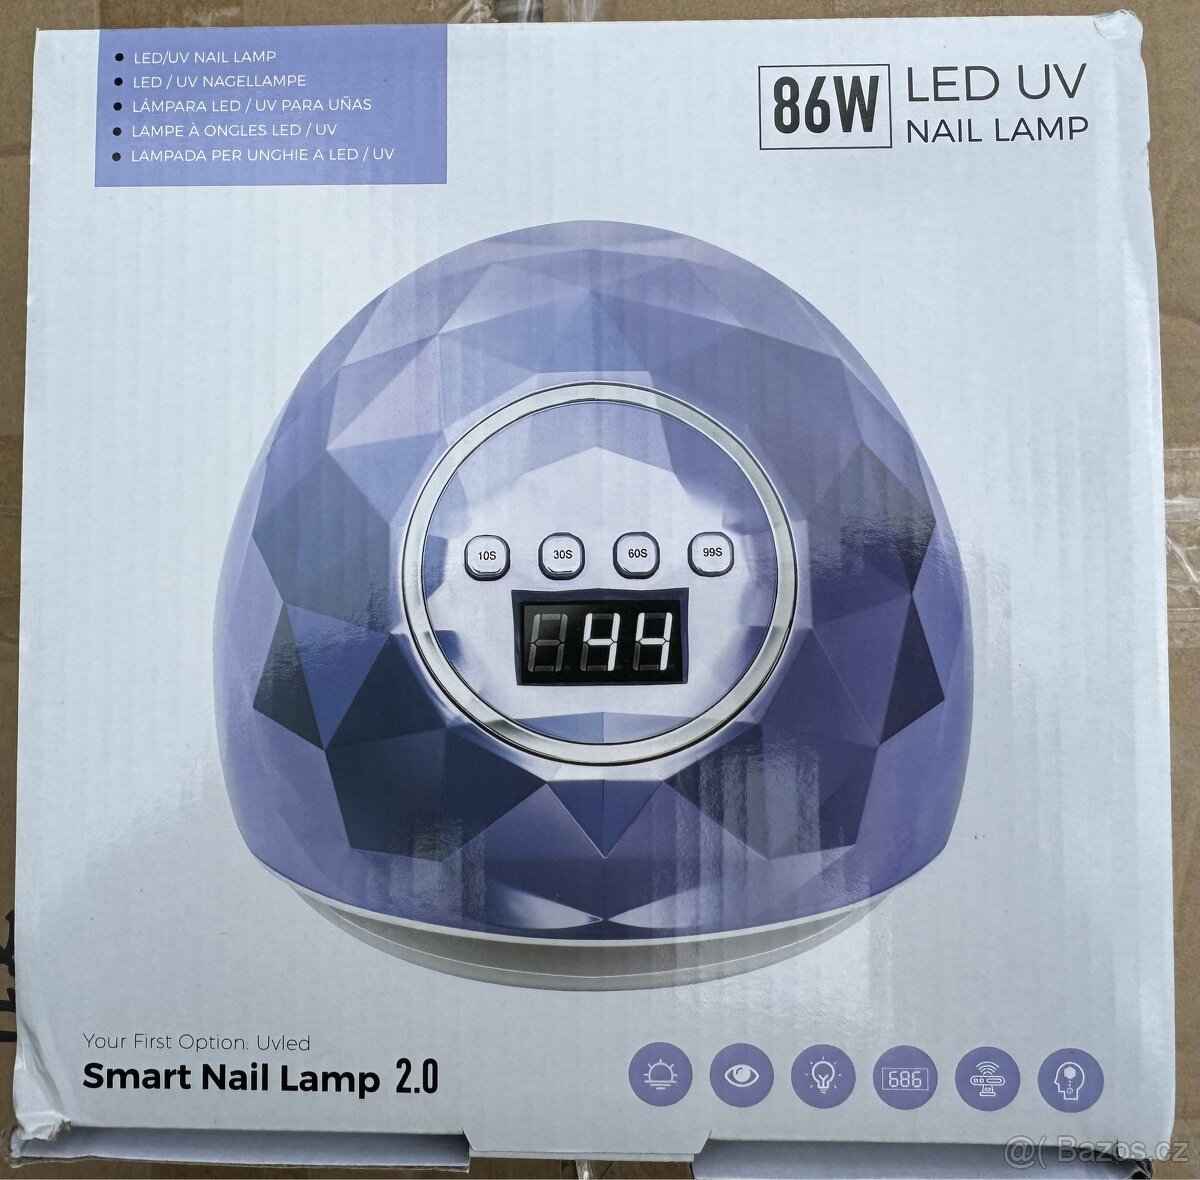 LED/UV NAIL LAMP
LED / UV NAGELLAMPE
LÁMPARA LED / UV PARA UÑAS
LAMPE À ONGLES LED / UV
LAMPADA PER UNGHIE A LED / UV
86W
LED UV
NAIL LAMP
10S
30S
60S
99S
44
Your First Option: Uvled
Smart Nail Lamp 2.0
686
@( Bazos.cz